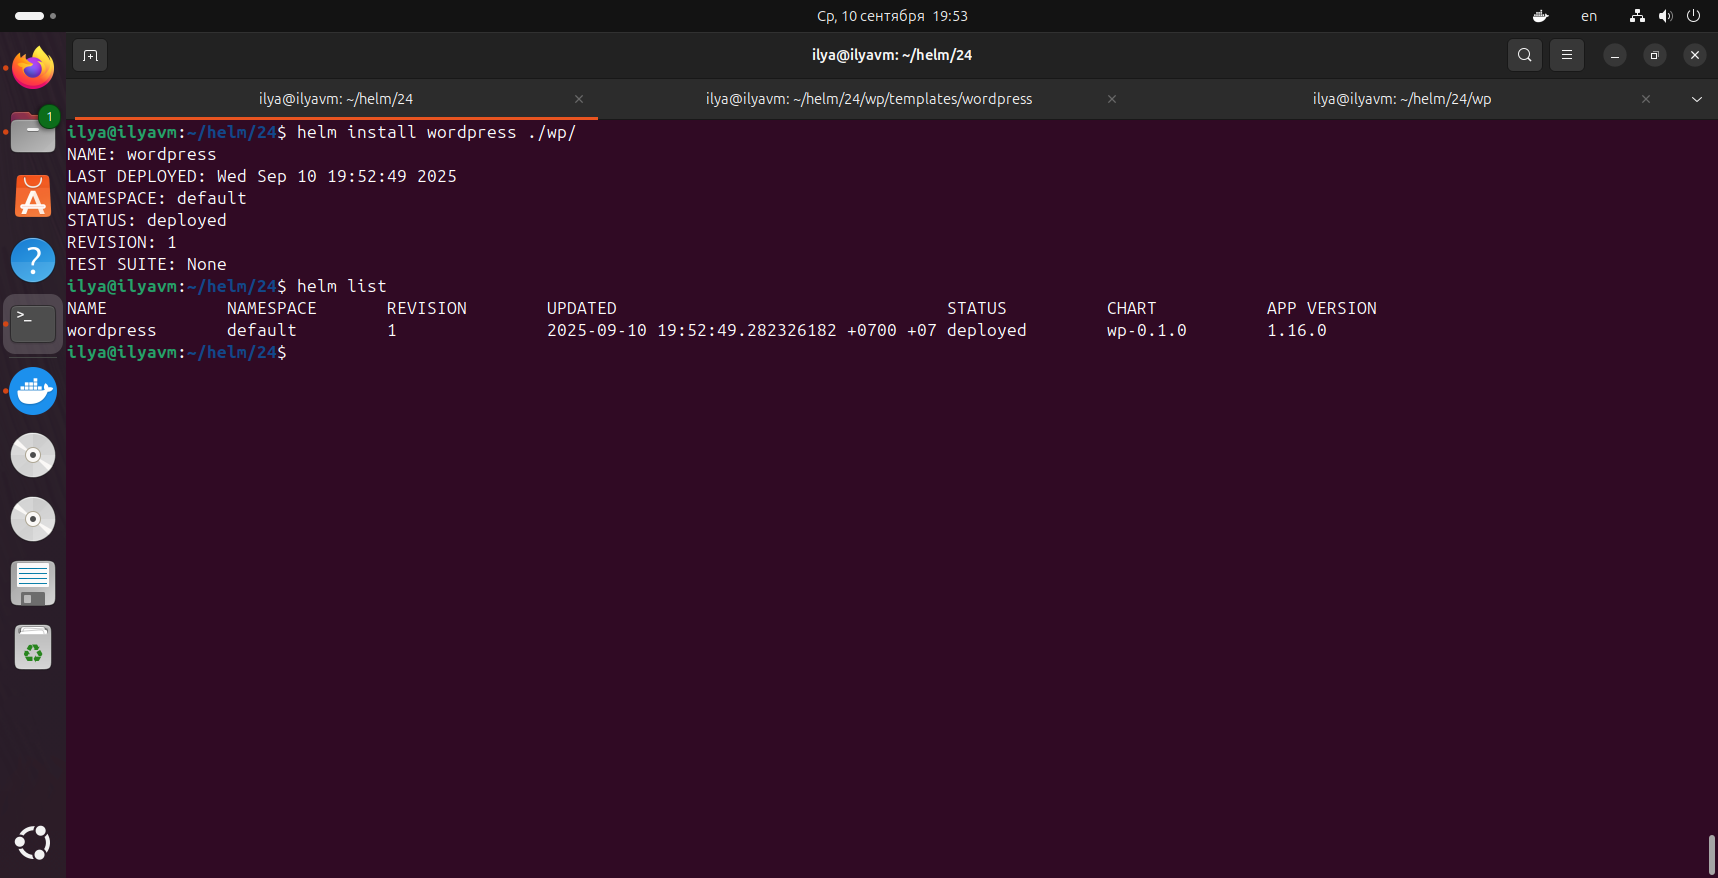 Ср, 10 сентября 19:53
en
ilya@ilyavm: ~/helm/24
ilya@ilyavm: ~/helm/24
ilya@ilyavm: ~/helm/24/wp/templates/wordpress
ilya@ilyavm: ~/helm/24/wp
1
ilya@ilyavm:~/helm/24$ helm install wordpress ./wp/
NAME: wordpress
LAST DEPLOYED: Wed Sep 10 19:52:49 2025
NAMESPACE: default
STATUS: deployed
REVISION: 1
TEST SUITE: None
ilya@ilyavm:~/helm/24$ helm list
NAME NAMESPACE REVISION UPDATED STATUS CHART APP VERSION
wordpress default 1 2025-09-10 19:52:49.282326182 +0700 +07 deployed wp-0.1.0 1.16.0
ilya@ilyavm:~/helm/24$